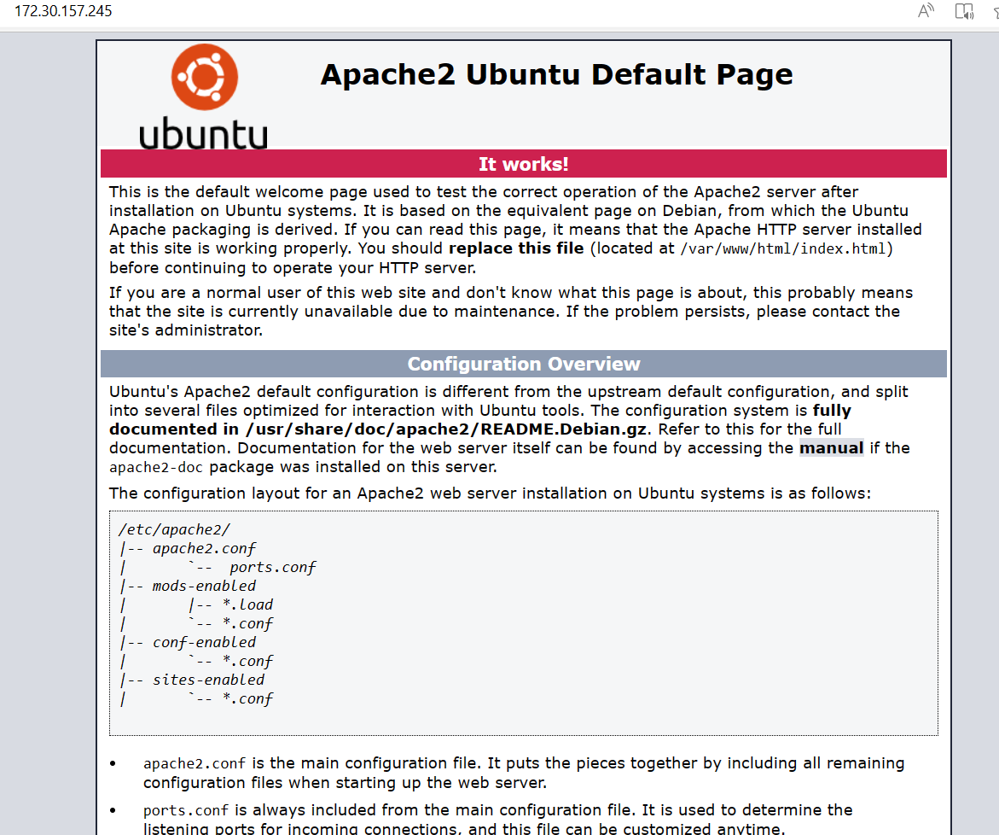 172.30.157.245
ubuntu
Apache2 Ubuntu Default Page
It works!
This is the default welcome page used to test the correct operation of the Apache2 server after
installation on Ubuntu systems. It is based on the equivalent page on Debian, from which the Ubuntu
Apache packaging is derived. If you can read this page, it means that the Apache HTTP server installed
at this site is working properly. You should replace this file (located at /var/www/html/index.html)
before continuing to operate your HTTP server.
If you are a normal user of this web site and don't know what this page is about, this probably means
that the site is currently unavailable due to maintenance. If the problem persists, please contact the
site's administrator.
Configuration Overview
Ubuntu's Apache2 default configuration is different from the upstream default configuration, and split
into several files optimized for interaction with Ubuntu tools. The configuration system is fully
documented in /usr/share/doc/apache2/README.Debian.gz. Refer to this for the full
documentation. Documentation for the web server itself can be found by accessing the manual if the
apache2-doc package was installed on this server.
The configuration layout for an Apache2 web server installation on Ubuntu systems is as follows:
/etc/apache2/
|-- apache2.conf
|       `--  ports.conf
|-- mods-enabled
|       |-- *.load
|       `-- *.conf
|-- conf-enabled
|       `-- *.conf
|-- sites-enabled
|       `-- *.conf
• apache2.conf is the main configuration file. It puts the pieces together by including all remaining
configuration files when starting up the web server.
• ports.conf is always included from the main configuration file. It is used to determine the
listening ports for incoming connections, and this file can be customized anytime.